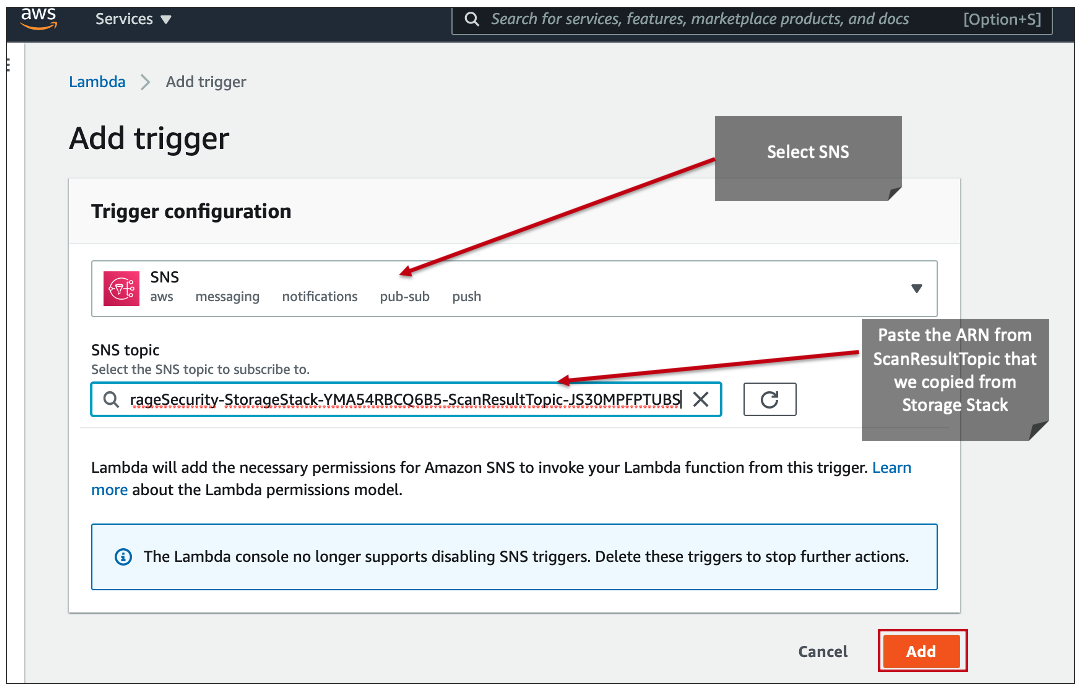 aws
Services ▼
Search for services, features, marketplace products, and docs
[Option+S]
Lambda > Add trigger
Add trigger
Select SNS
Trigger configuration
SNS
aws messaging notifications pub-sub push
Paste the ARN from
ScanResultTopic that
we copied from
Storage Stack
SNS topic
Select the SNS topic to subscribe to.
rageSecurity-StorageStack-YMA54RBCQ6B5-ScanResultTopic-JS30MPFPTUBS
Lambda will add the necessary permissions for Amazon SNS to invoke your Lambda function from this trigger. Learn
more about the Lambda permissions model.
The Lambda console no longer supports disabling SNS triggers. Delete these triggers to stop further actions.
Cancel
Add